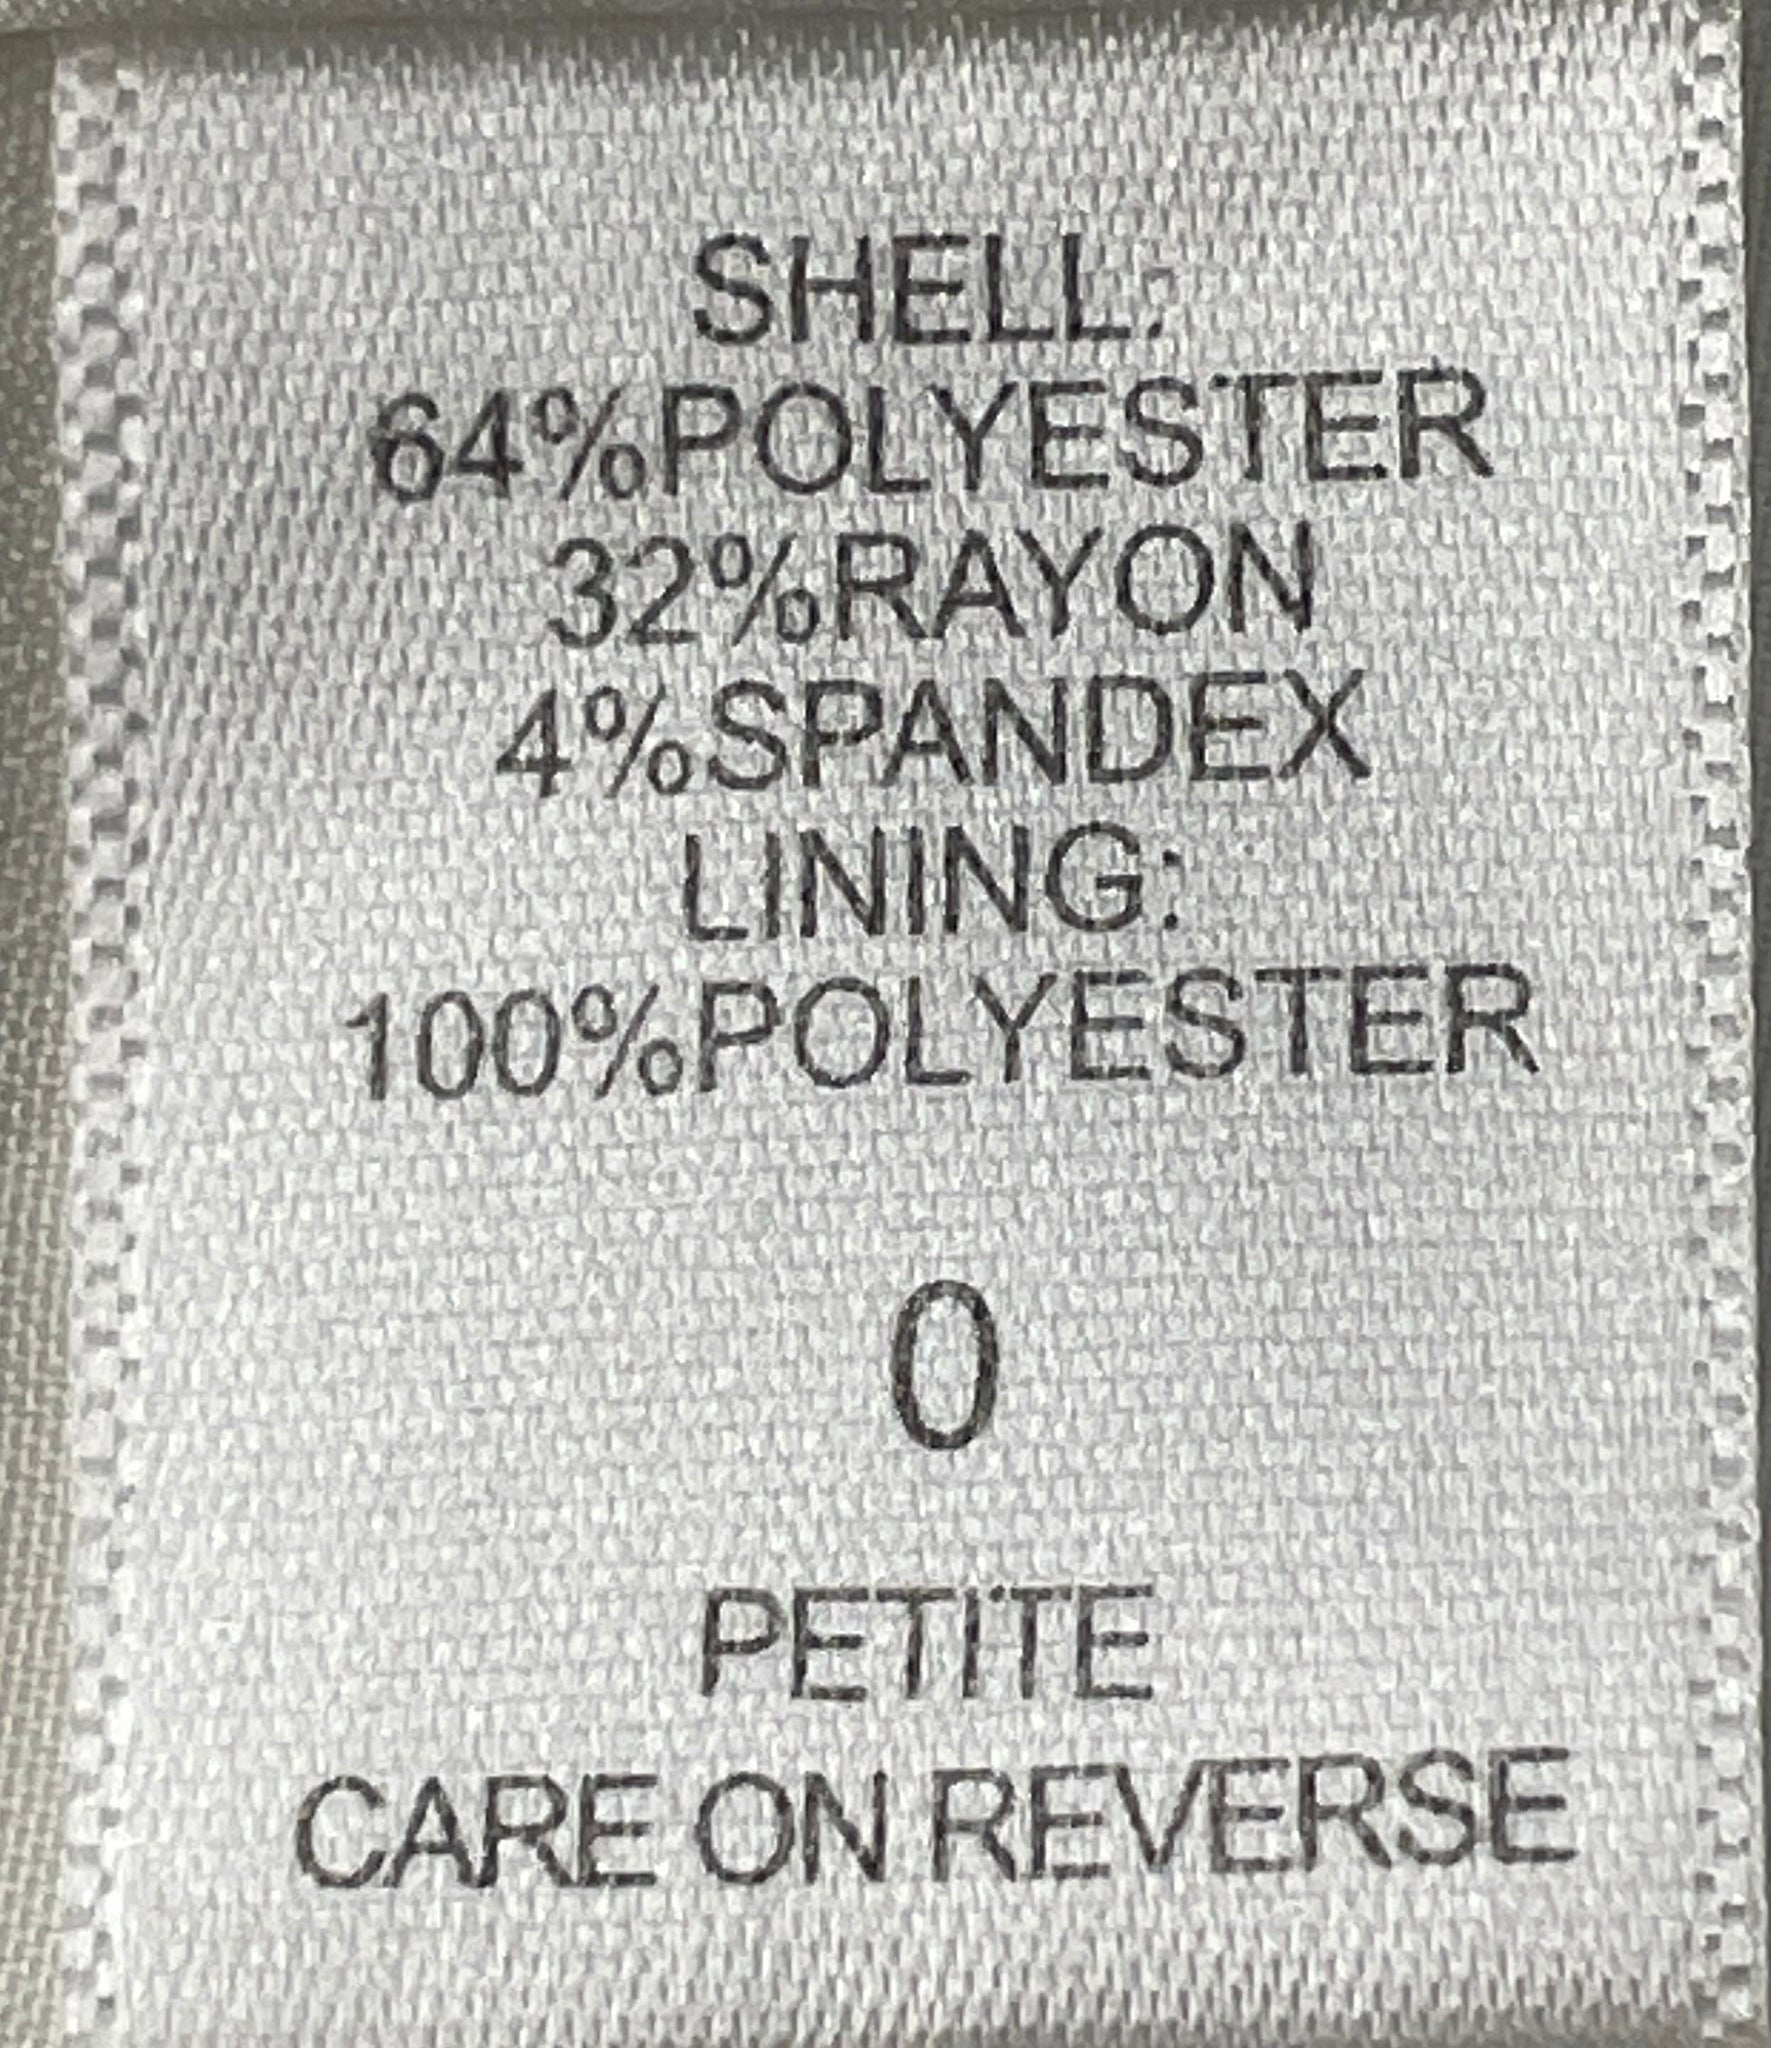 SHELL:
64%POLYESTER
32%RAYON
4%SPANDEX
LINING:
100%POLYESTER
0
PETITE
CARE ON REVERSE